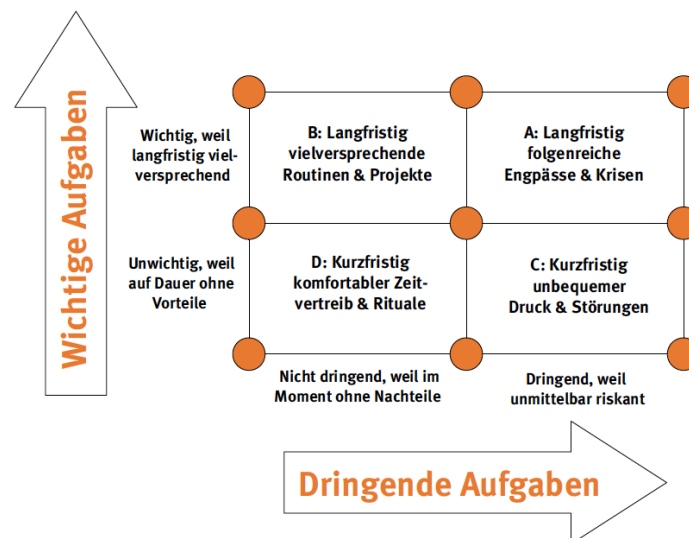 Wichtige Aufgaben
Wichtig, weil
langfristig viel-
versprechend
B: Langfristig
vielversprechende
Routinen & Projekte
A: Langfristig
folgenreiche
Engpässe & Krisen
Unwichtig, weil
auf Dauer ohne
Vorteile
D: Kurzfristig
komfortabler Zeit-
vertreib & Rituale
C: Kurzfristig
unbequemer
Druck & Störungen
Nicht dringend, weil im
Moment ohne Nachteile
Dringend, weil
unmittelbar riskant
Dringende Aufgaben